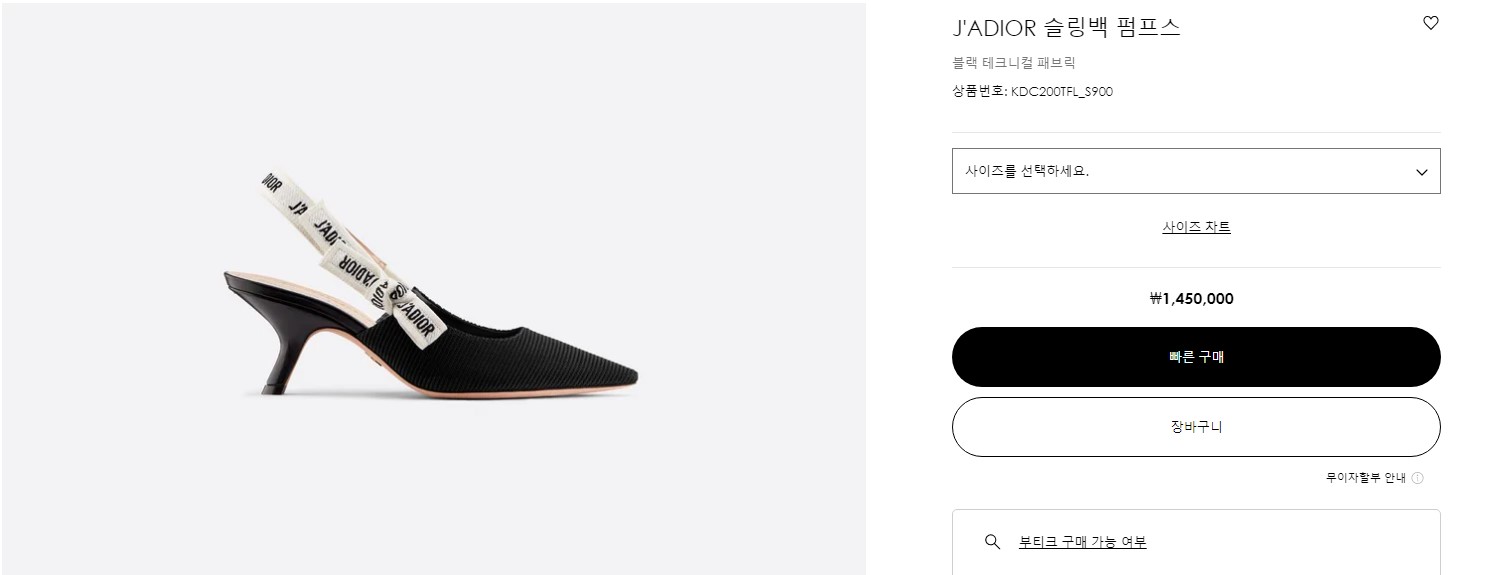 DIOR
J'A
J'ADI
J'ADIOR
J'ADIOR
J'ADIOR 슬링백 펌프스
블랙 테크니컬 패브릭
상품번호: KDC200TFL_S900
사이즈를 선택하세요.
사이즈 차트
₩1,450,000
빠른 구매
장바구니
무이자할부 안내
부티크 구매 가능 여부